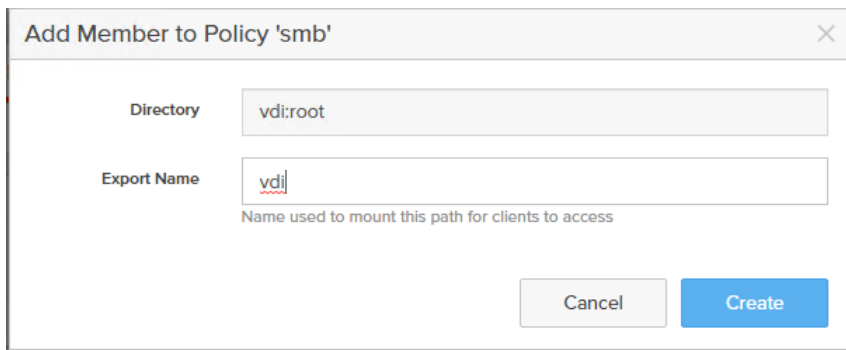 Add Member to Policy 'smb'
Directory
vdi:root
Export Name
vdi
Name used to mount this path for clients to access
Cancel
Create